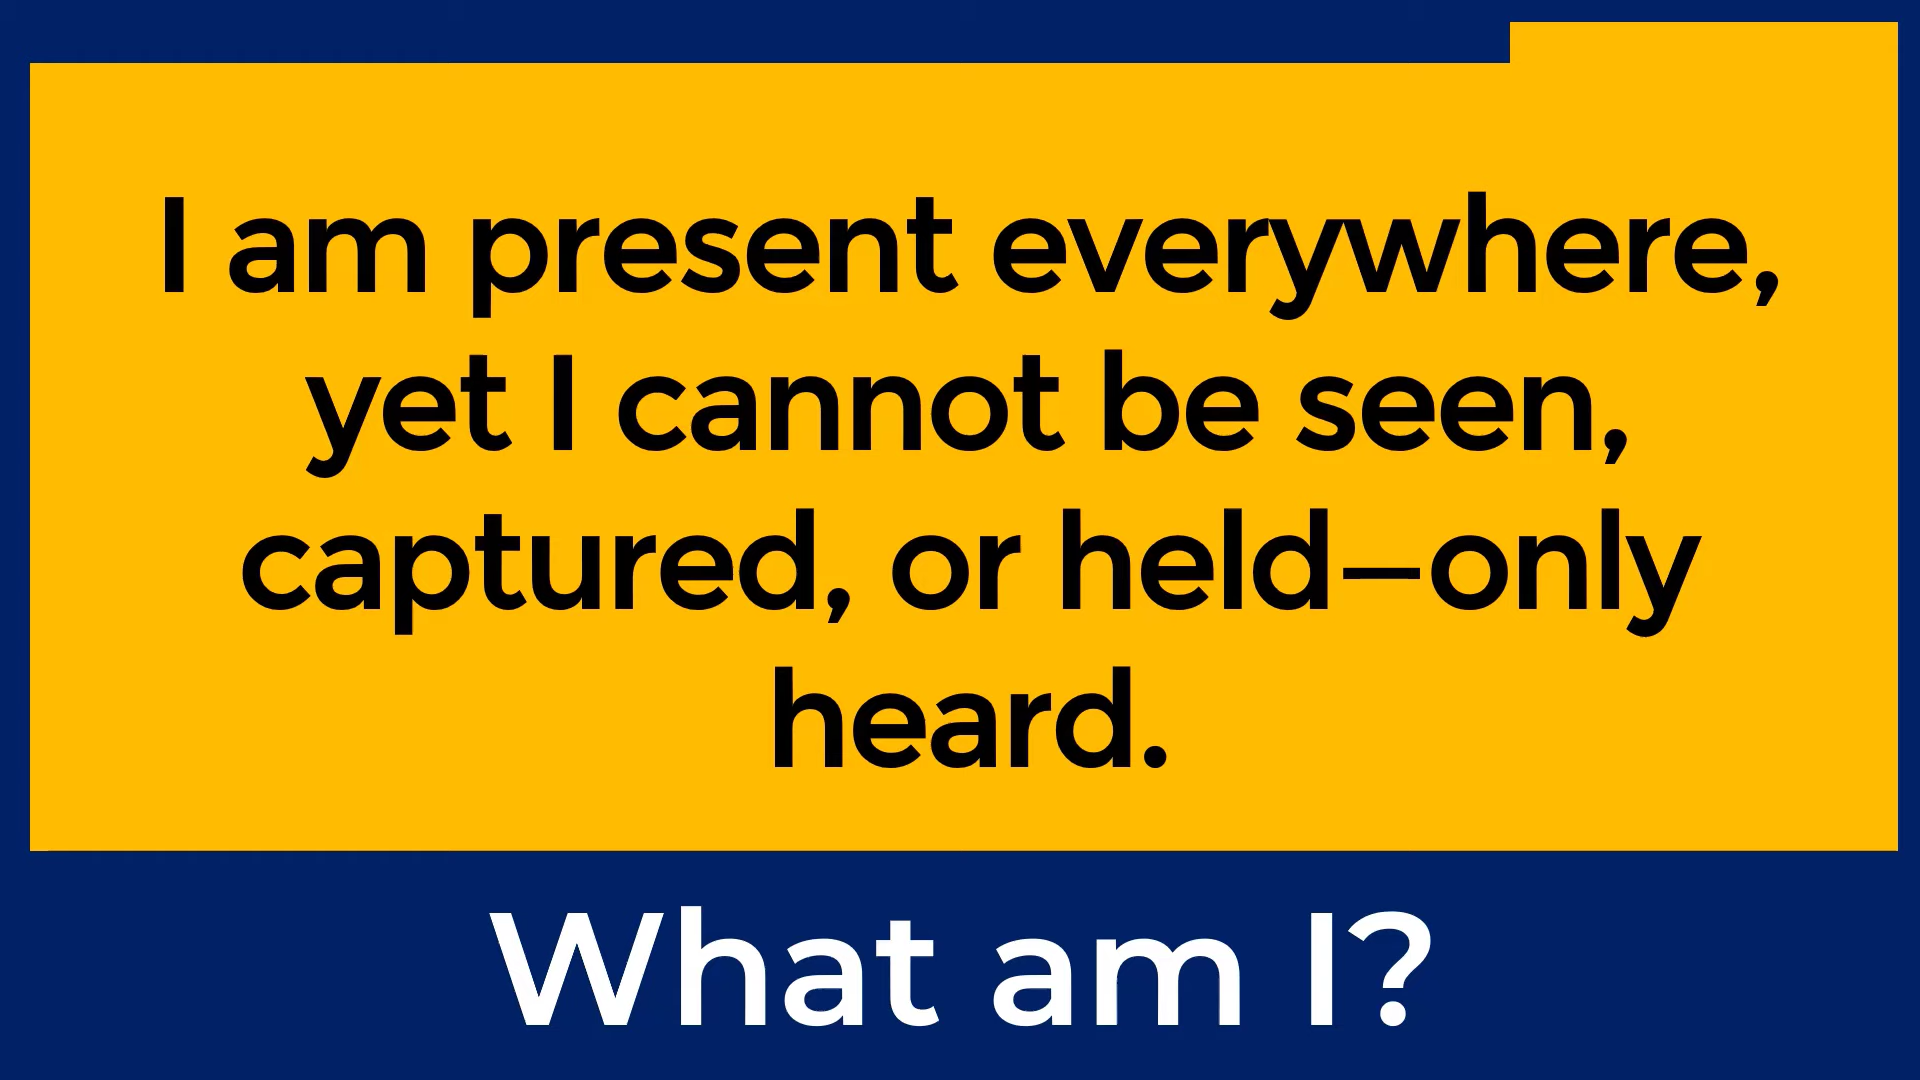 I am present everywhere,
yet I cannot be seen,
captured, or held—only
heard.
What am I?